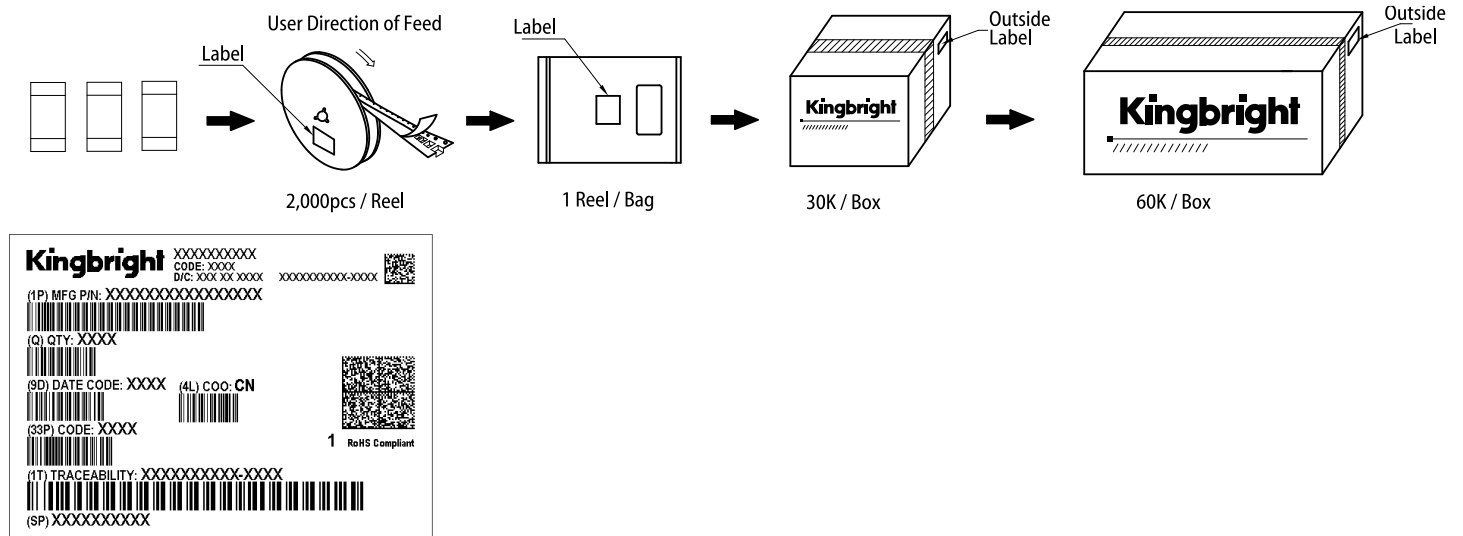 User Direction of Feed
Label
Label
Outside
Label
Outside
Label
Kingbright
Kingbright
2,000pcs / Reel
1 Reel / Bag
30K / Box
60K / Box
Kingbright
XXXXXXXXXX
CODE: XXXX
D/C: XXX XX XXXX
XXXXXXXXXX-XXXX
(1P) MFG P/N: XXXXXXXXXXXXXXXX
(Q) QTY: XXXX
(9D) DATE CODE: XXXX
(4L) COO: CN
(33P) CODE: XXXX
1 RoHS Compliant
(1T) TRACEABILITY: XXXXXXXXXX-XXXX
(SP) XXXXXXXXXX